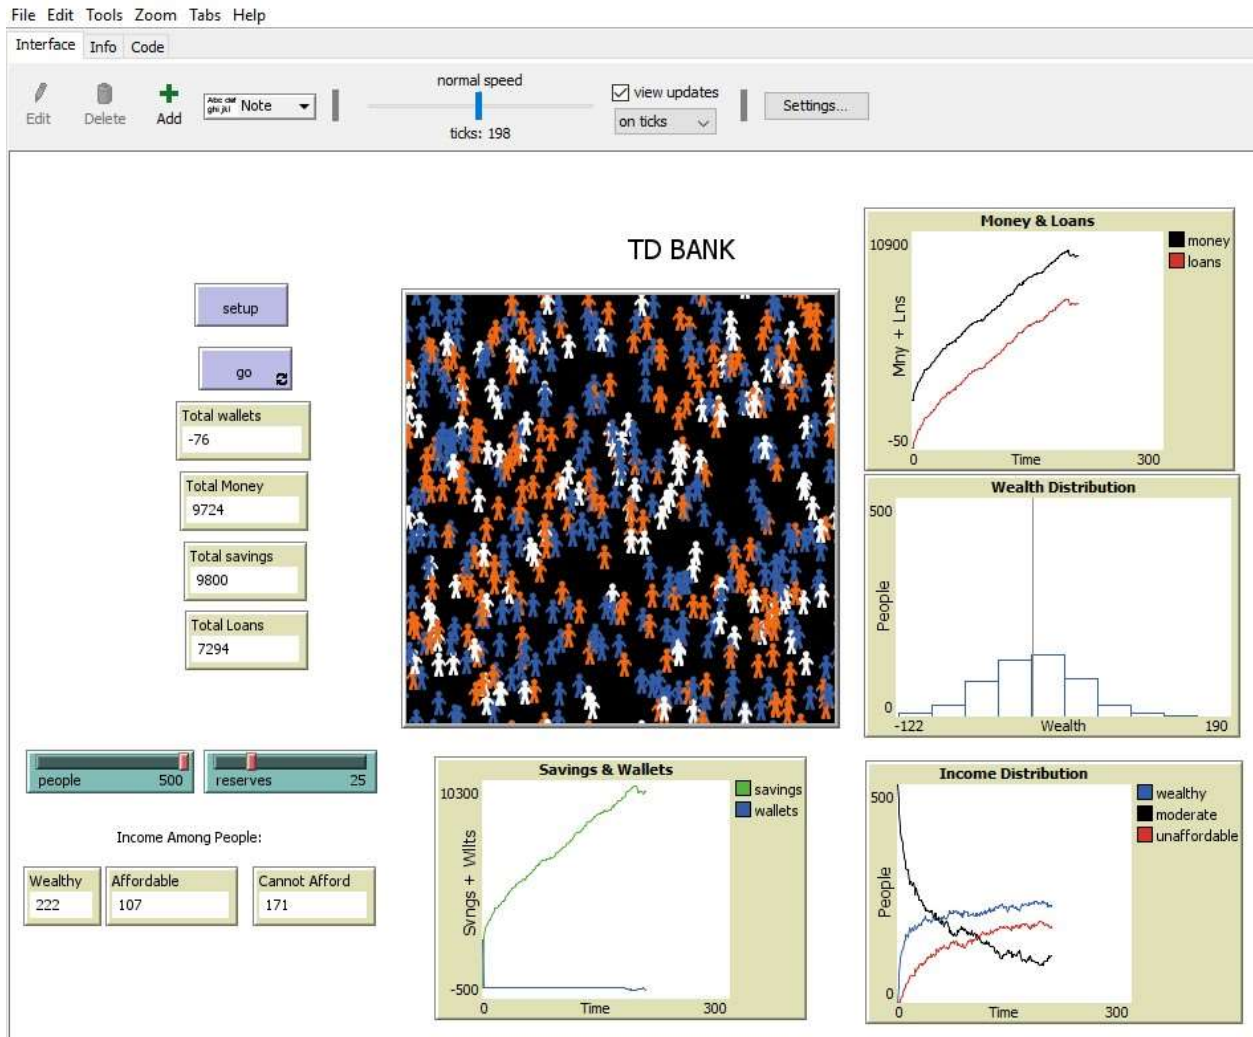 File Edit Tools Zoom Tabs Help
Interface Info Code
Edit Delete Add Abc def ghi jkl Note normal speed ticks: 198 view updates on ticks Settings...
TD BANK
setup
go
Total wallets
-76
Total Money
9724
Total savings
9800
Total Loans
7294
people 500
reserves 25
Income Among People:
Wealthy
222
Affordable
107
Cannot Afford
171
Money & Loans
10900
Mny + Lns
-50
0 Time 300
money
loans
Wealth Distribution
500
People
0
-122 Wealth 190
Savings & Wallets
10300
Svngs + Wllts
-500
0 Time 300
savings
wallets
Income Distribution
500
People
0
0 Time 300
wealthy
moderate
unaffordable